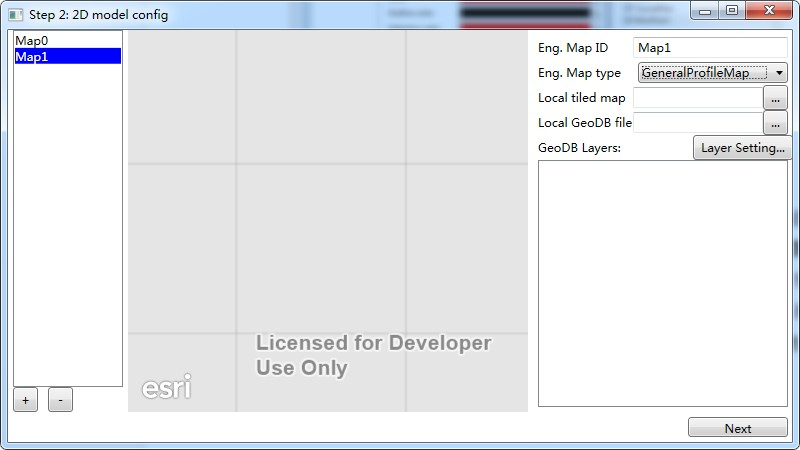 Step 2: 2D model config
Map0
Map1
+
-
Licensed for Developer
Use Only
esri
Eng. Map ID
Map1
Eng. Map type
GeneralProfileMap
Local tiled map
...
Local GeoDB file
...
GeoDB Layers:
Layer Setting...
Next